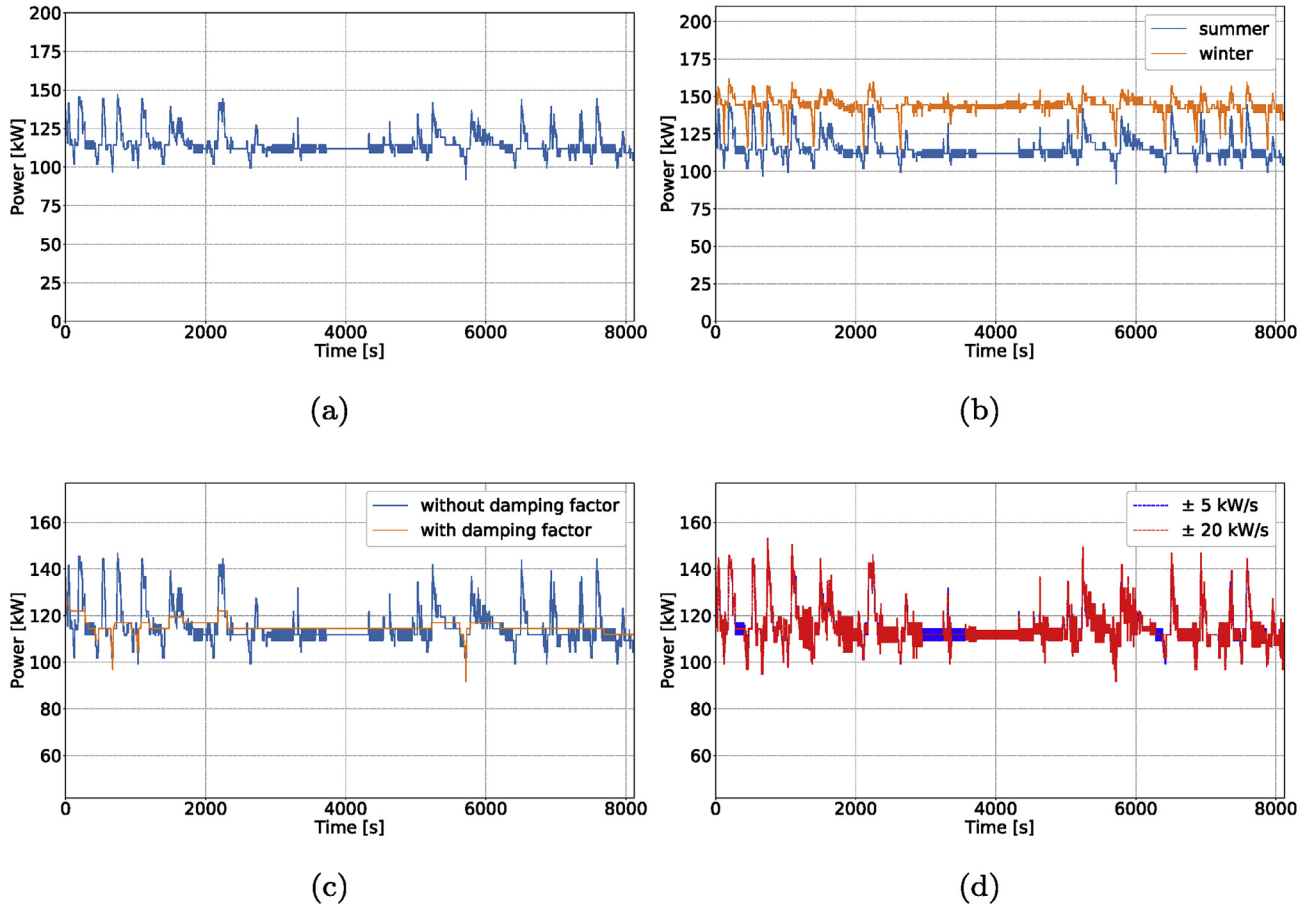 200
175
150
125
100
75
50
25
0
Power [kW]
0 2000 4000 6000 8000
Time [s]
(a)
200
175
150
125
100
75
50
25
0
Power [kW]
summer
winter
0 2000 4000 6000 8000
Time [s]
(b)
160
140
120
100
80
60
Power [kW]
without damping factor
with damping factor
0 2000 4000 6000 8000
Time [s]
(c)
160
140
120
100
80
60
Power [kW]
± 5 kW/s
± 20 kW/s
0 2000 4000 6000 8000
Time [s]
(d)